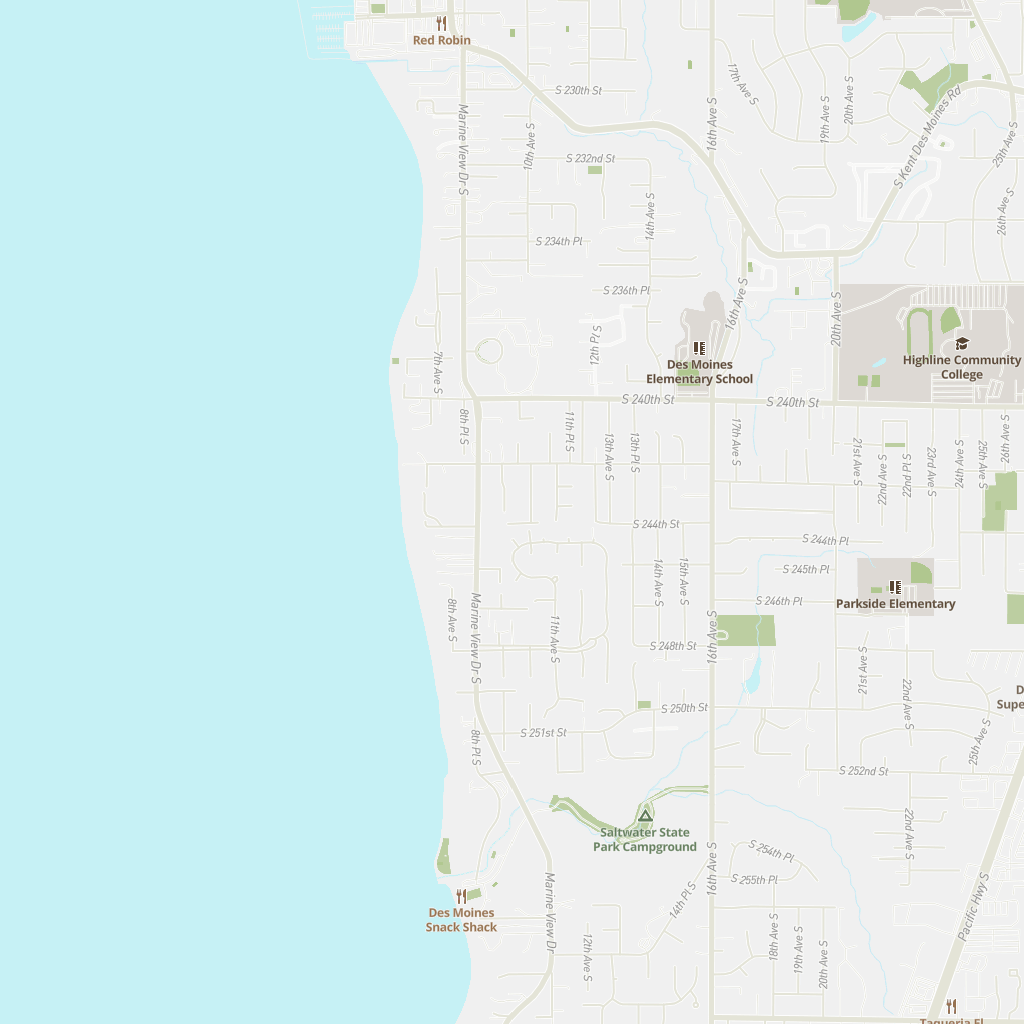 Red Robin
17th Ave S
S 230th St
Marine View Dr S
10th Ave S
16th Ave S
19th Ave S
20th Ave S
S Kent Des Moines Rd
25th Ave S
S 232nd St
14th Ave S
26th Ave S
S 234th Pl
S 236th Pl
16th Ave S
20th Ave S
12th Pl S
7th Ave S
Des Moines
Elementary School
Highline Community
College
S 240th St
S 240th St
8th Pl S
11th Pl S
13th Ave S
13th Pl S
17th Ave S
21st Ave S
22nd Ave S
22nd Pl S
23rd Ave S
24th Ave S
25th Ave S
26th Ave S
S 244th St
S 244th Pl
14th Ave S
15th Ave S
S 245th Pl
S 246th Pl
Parkside Elementary
8th Ave S
Marine View Dr S
11th Ave S
16th Ave S
S 248th St
21st Ave S
22nd Ave S
D
Supe
S 250th St
8th Pl S
S 251st St
25th Ave S
S 252nd St
Saltwater State
Park Campground
22nd Ave S
S 254th Pl
S 255th Pl
16th Ave S
14th Pl S
Marine View Dr
Des Moines
Snack Shack
12th Ave S
18th Ave S
19th Ave S
20th Ave S
Pacific Hwy S
Taqueria El